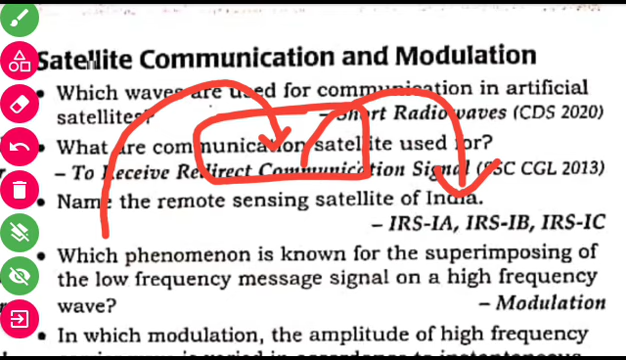 Satellite Communication and Modulation
• Which waves are used for communication in artificial
satellites?
– Short Radiowaves (CDS 2020)
• What are communication satellite used for?
– To Receive Redirect Communication Signal (SSC CGL 2013)
• Name the remote sensing satellite of India.
– IRS-IA, IRS-IB, IRS-IC
• Which phenomenon is known for the superimposing of
the low frequency message signal on a high frequency
wave?
– Modulation
• In which modulation, the amplitude of high frequency